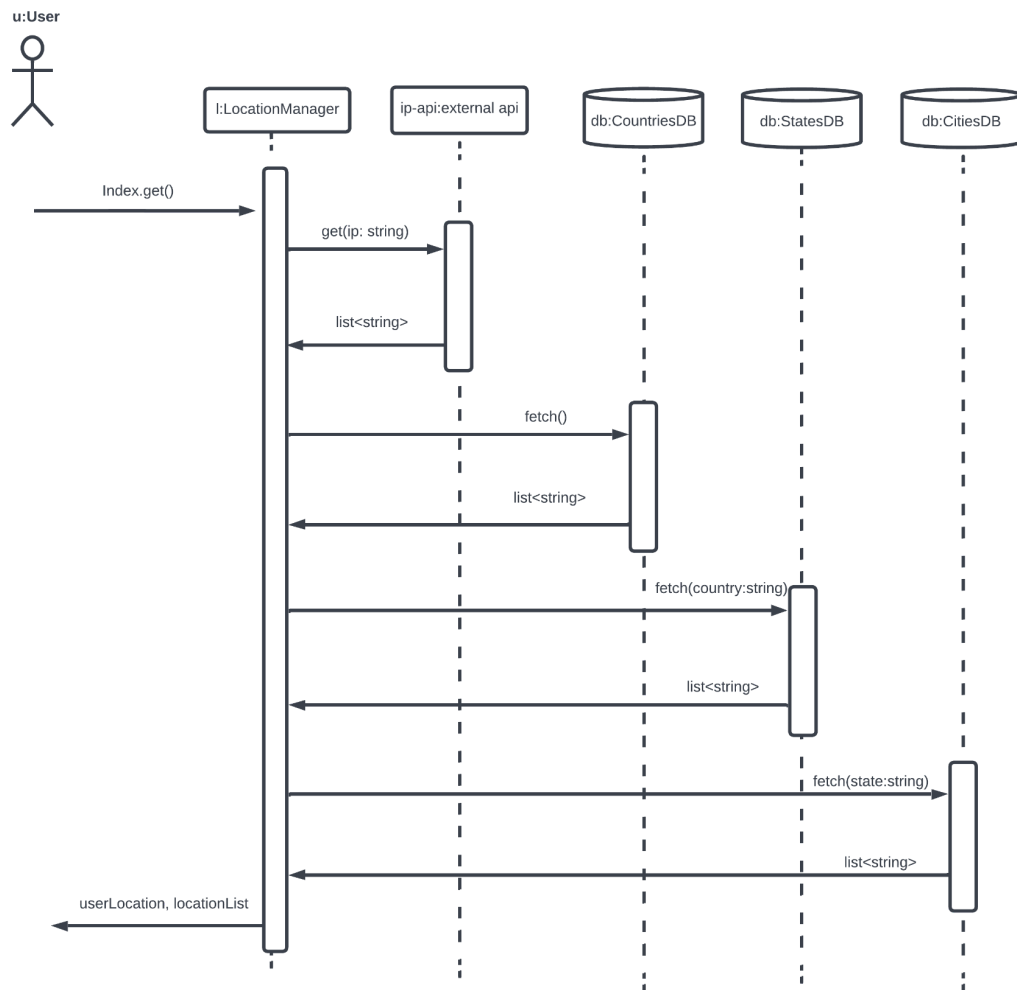 u:User
l:LocationManager
ip-api:external api
db:CountriesDB
db:StatesDB
db:CitiesDB
Index.get()
get(ip: string)
list<string>
fetch()
list<string>
fetch(country:string)
list<string>
fetch(state:string)
list<string>
userLocation, locationList